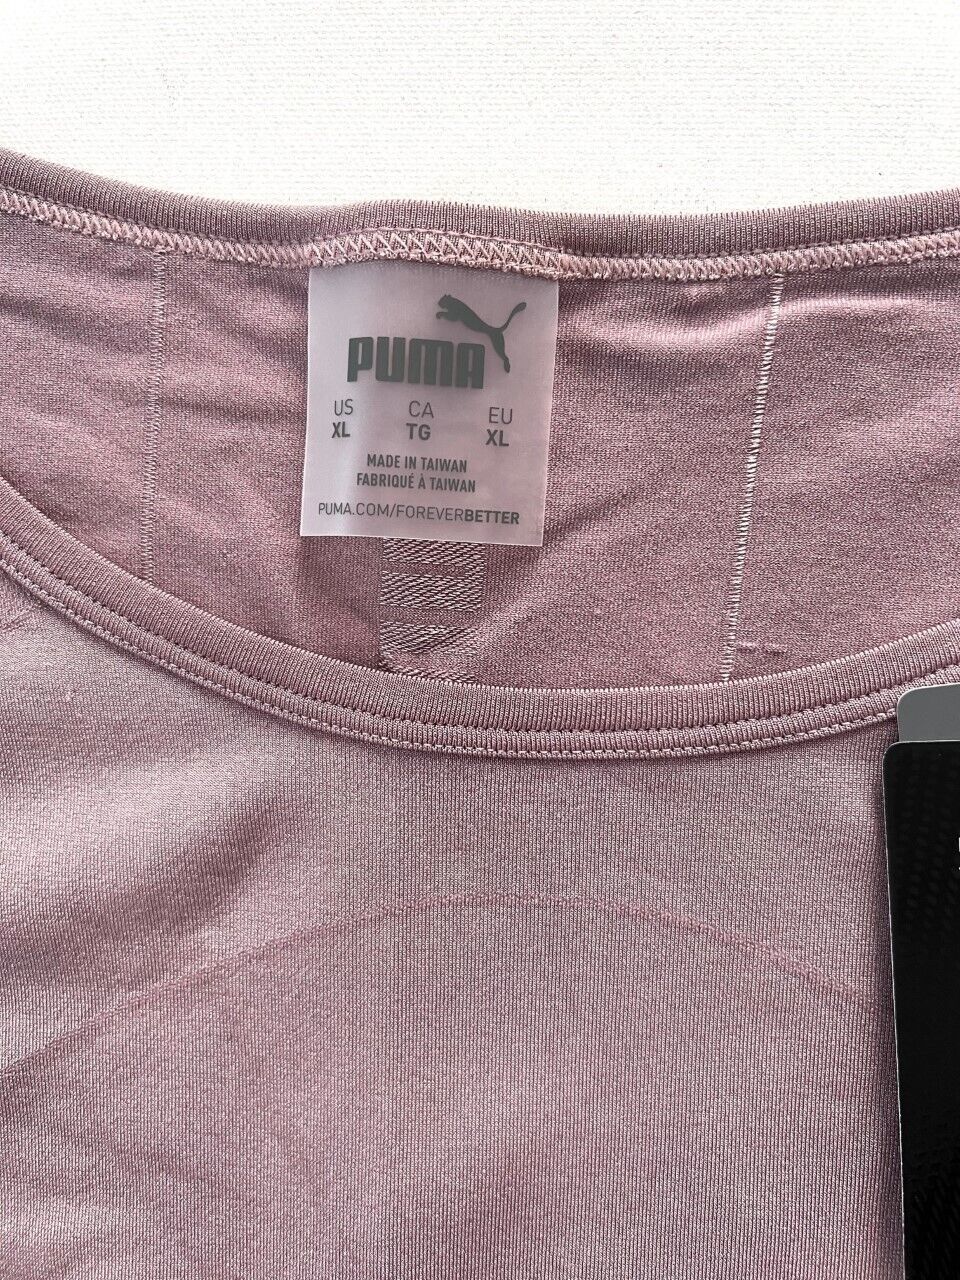 PUMA
US CA EU
XL TG XL
MADE IN TAIWAN
FABRIQUÉ À TAIWAN
PUMA.COM/FOREVERBETTER